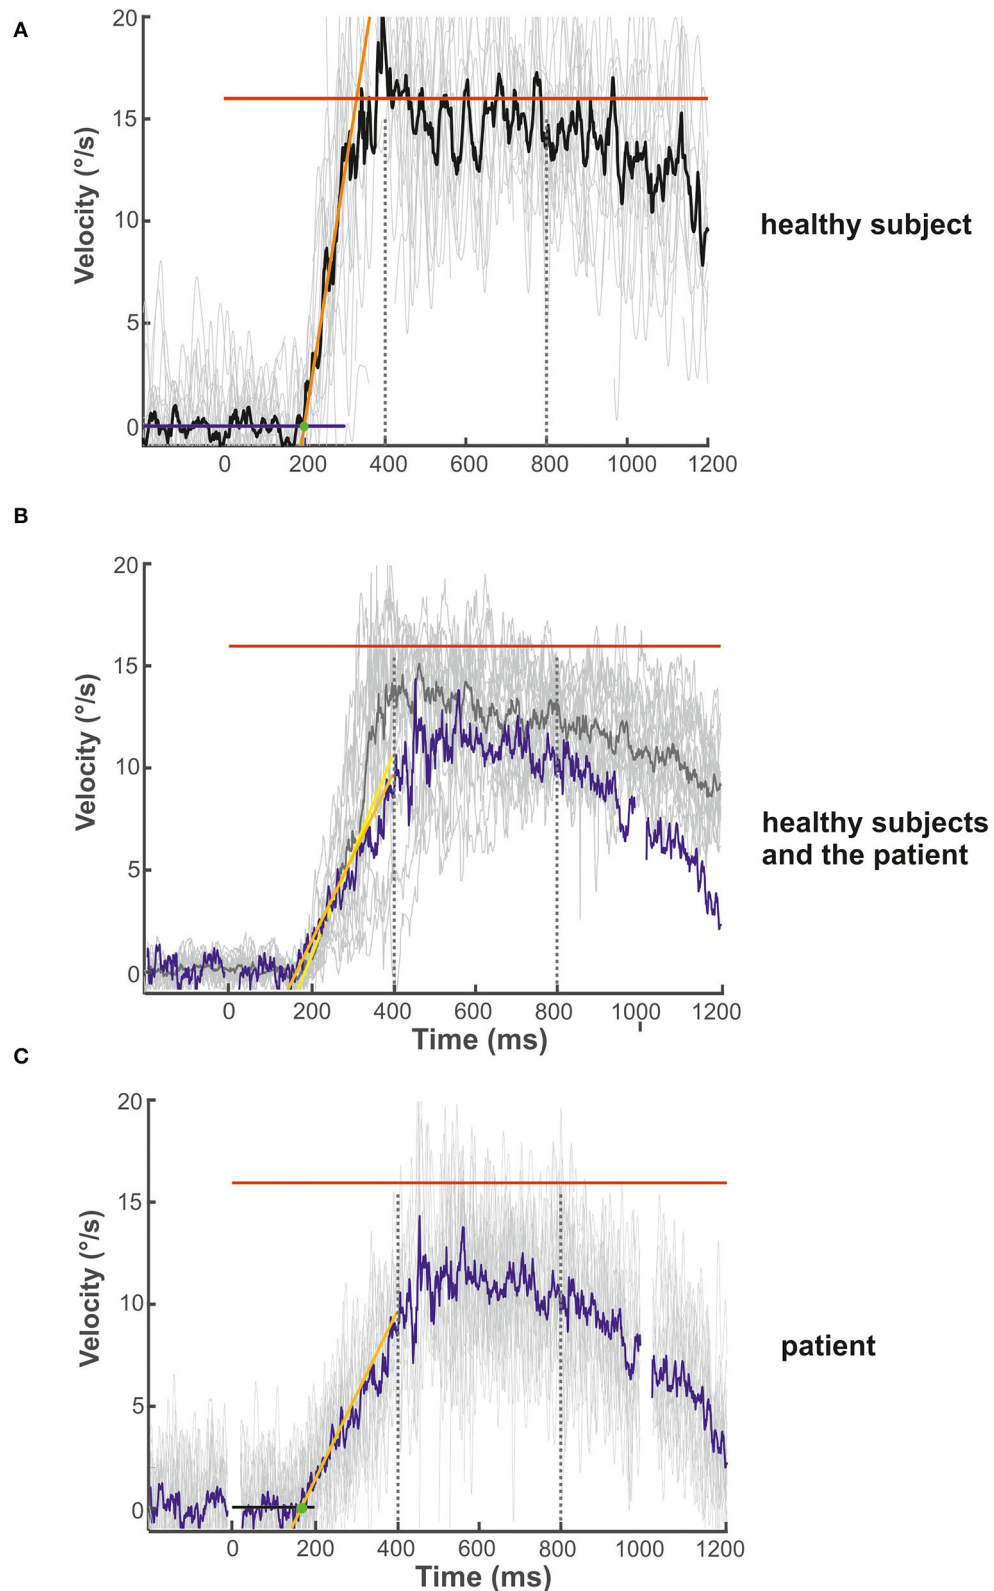 A
20
15
10
5
0
Velocity (°/s)
0 200 400 600 800 1000 1200
healthy subject
B
20
15
10
5
0
Velocity (°/s)
0 200 400 600 800 1000 1200
Time (ms)
healthy subjects
and the patient
C
20
15
10
5
0
Velocity (°/s)
0 200 400 600 800 1000 1200
Time (ms)
patient